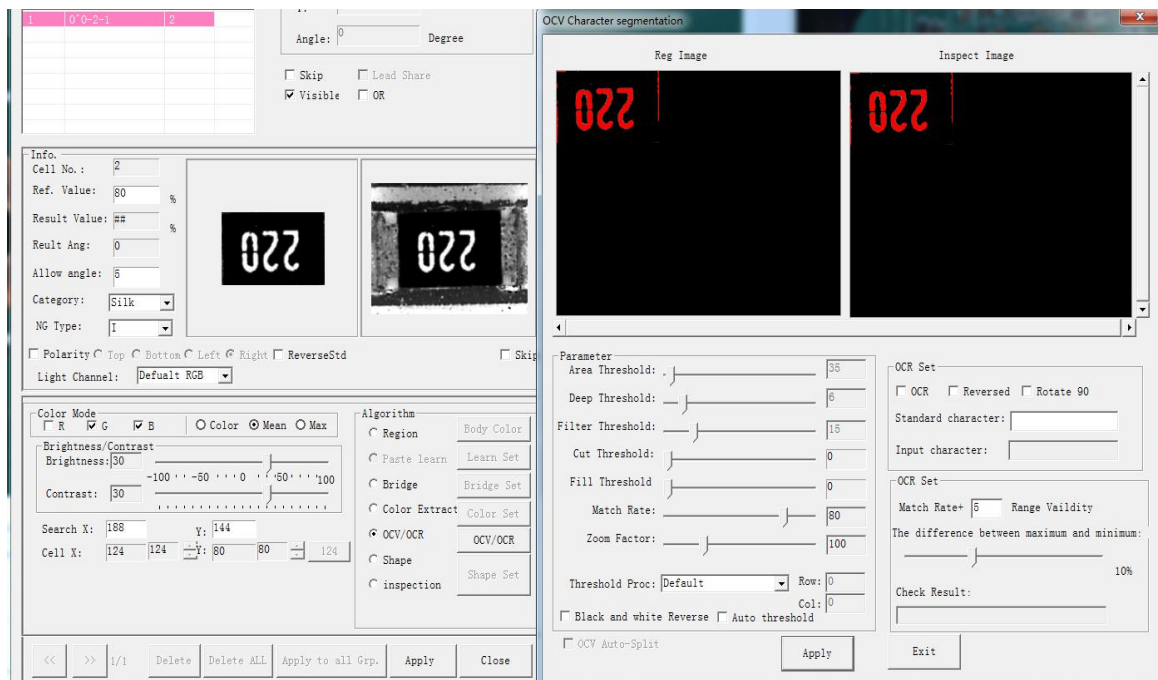 1 0^0-2-1 2
Angle: 0 Degree
Skip Lead Share
Visible OR
Info.
Cell No.: 2
Ref. Value: 80 %
Result Value: ## %
Reult Ang: 0
Allow angle: 5
Category: Silk
NG Type: I
022
022
Polarity Top Bottom Left Right ReverseStd Skip
Light Channel: Defualt RGB
Color Mode
R G B Color Mean Max
Brightness/Contrast
Brightness: 30
-100 -50 0 50 100
Contrast: 30
Search X: 188 Y: 144
Cell X: 124 124 Y: 80 80 124
Algorithm
Region Body Color
Paste learn Learn Set
Bridge Bridge Set
Color Extract Color Set
OCV/OCR OCV/OCR
Shape Shape Set
inspection
<< >> 1/1 Delete Delete ALL Apply to all Grp. Apply Close
OCV Character segmentation
Reg Image Inspect Image
022 022
Parameter
Area Threshold: 35
Deep Threshold: 6
Filter Threshold: 15
Cut Threshold: 0
Fill Threshold 0
Match Rate: 80
Zoom Factor: 100
Threshold Proc: Default Row: 0
Col: 0
Black and white Reverse Auto threshold
OCV Auto-Split
Apply
OCR Set
OCR Reversed Rotate 90
Standard character:
Input character:
OCR Set
Match Rate+ 5 Range Vaildity
The difference between maximum and minimum:
10%
Check Result:
Exit